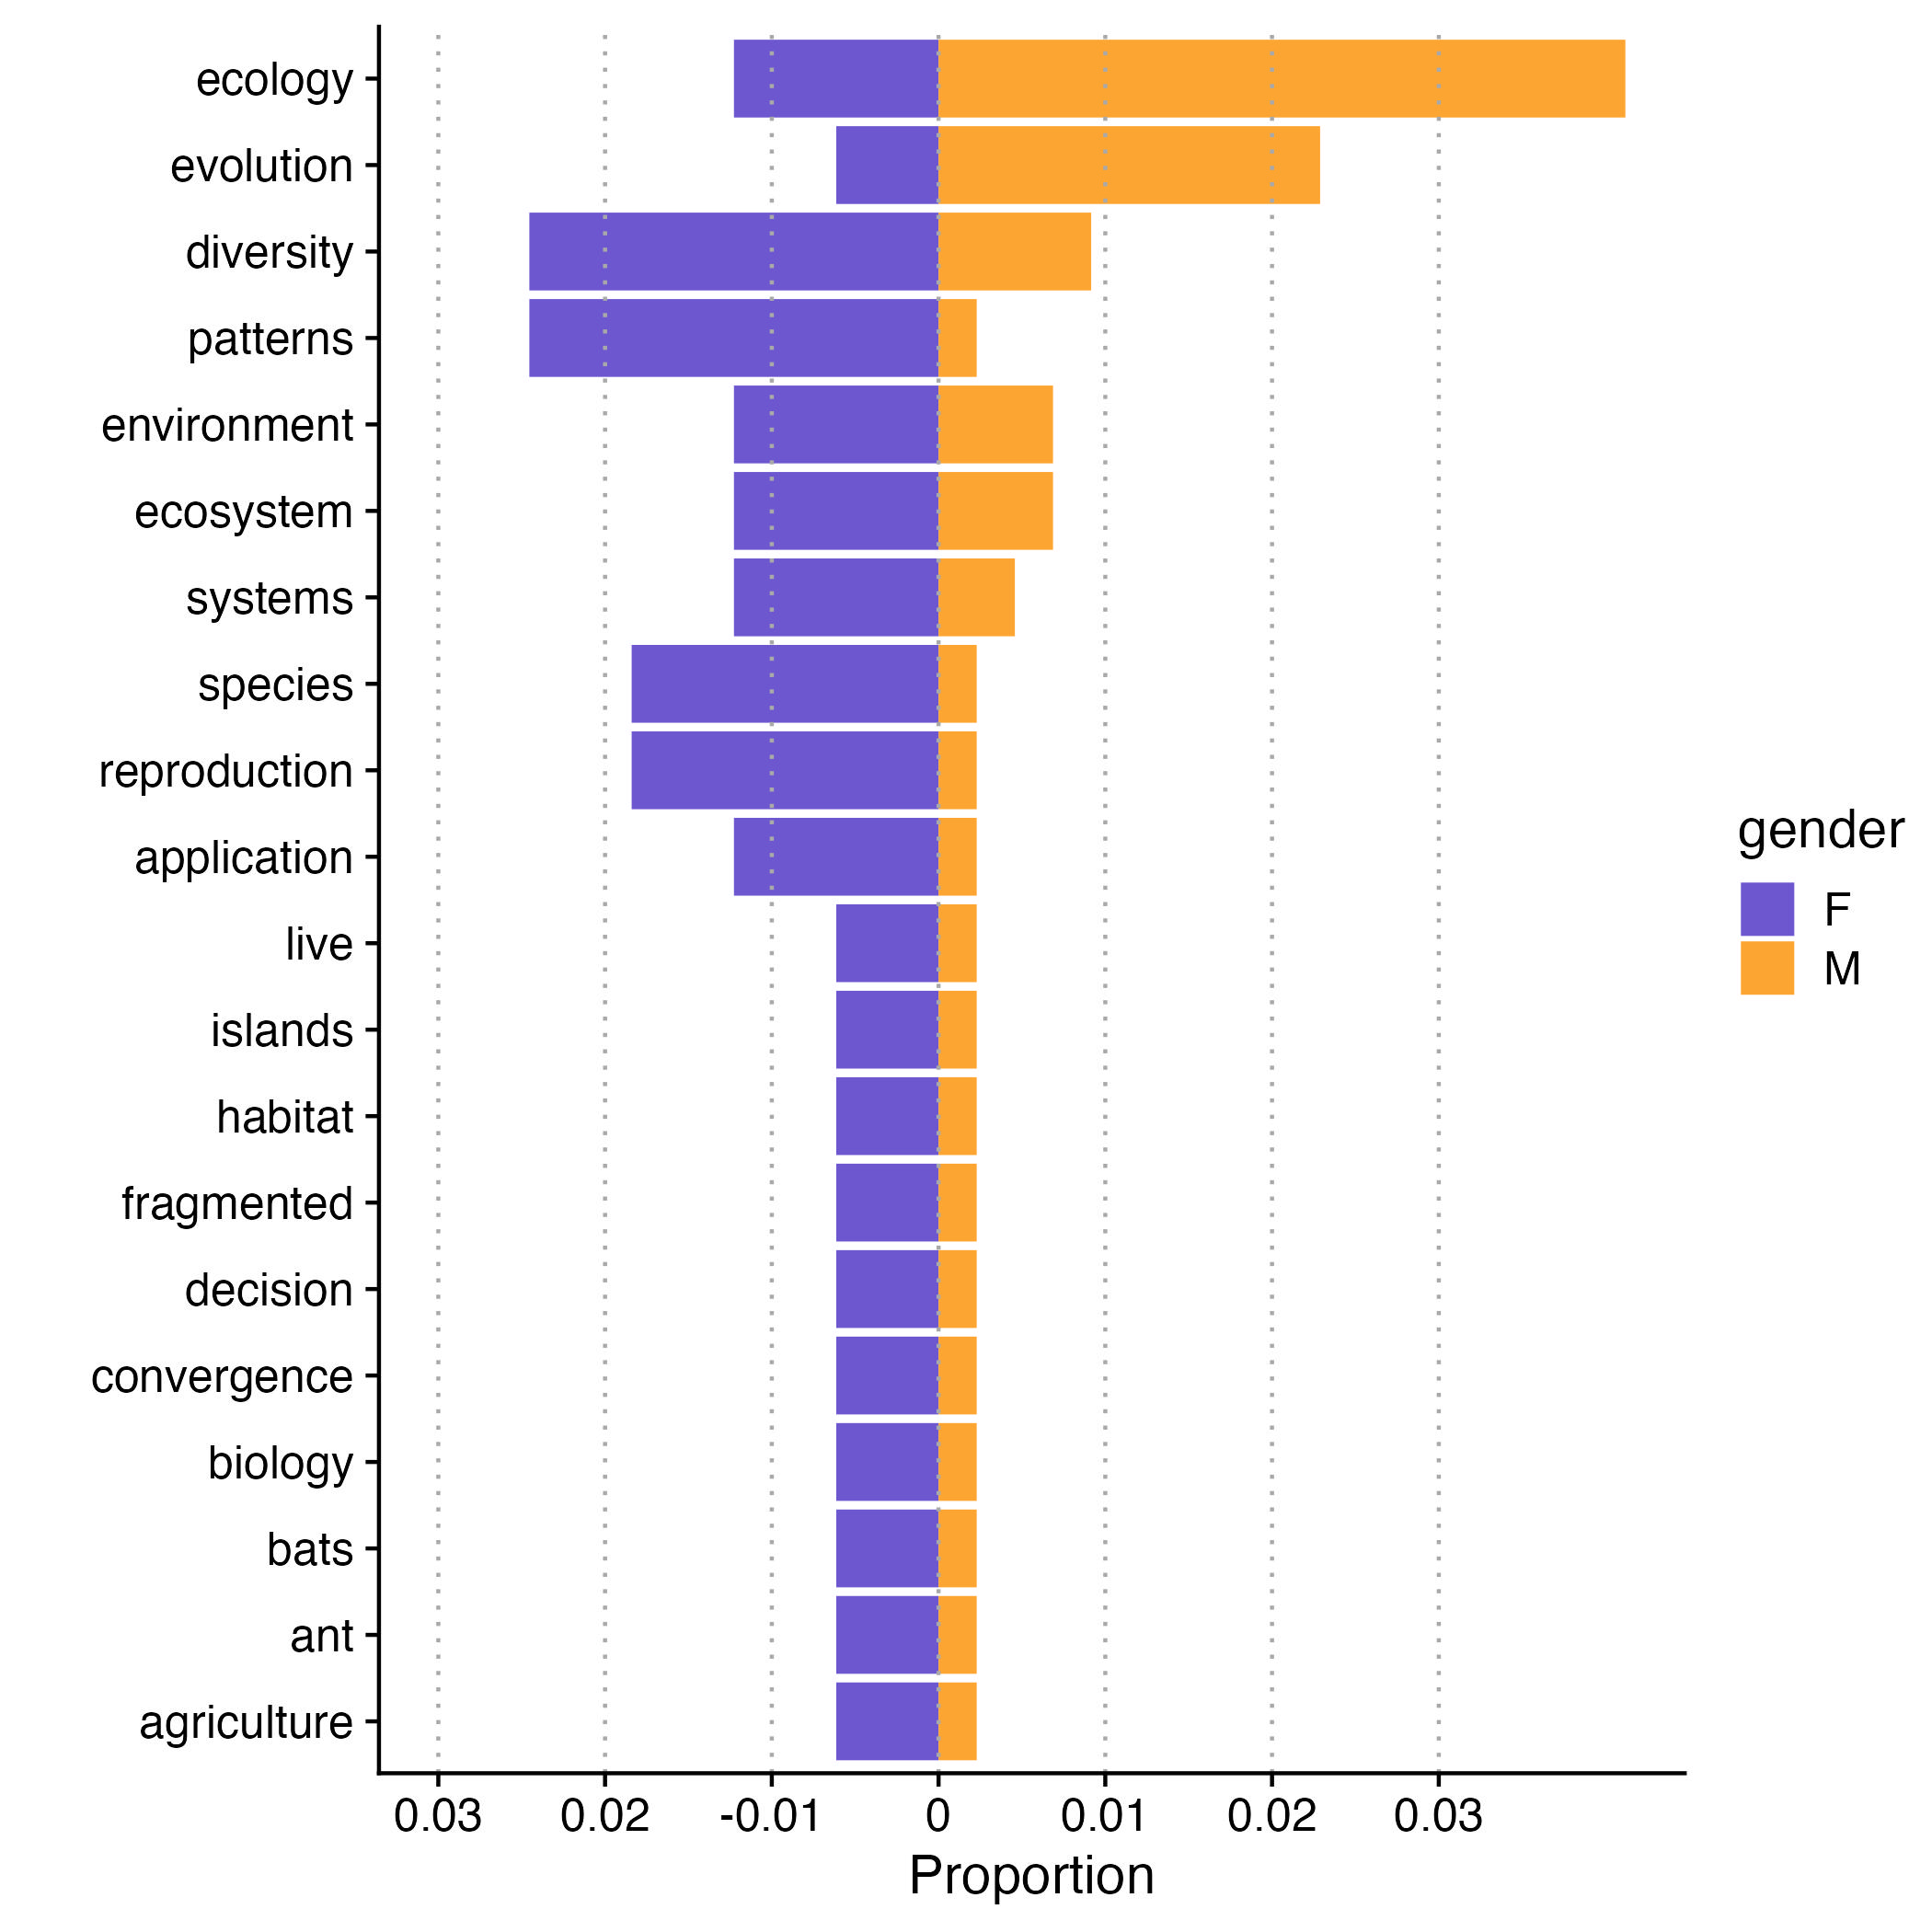 ecology
evolution
diversity
patterns
environment
ecosystem
systems
species
reproduction
application
live
islands
habitat
fragmented
decision
convergence
biology
bats
ant
agriculture
0.03 0.02 -0.01 0 0.01 0.02 0.03
Proportion
gender
F
M